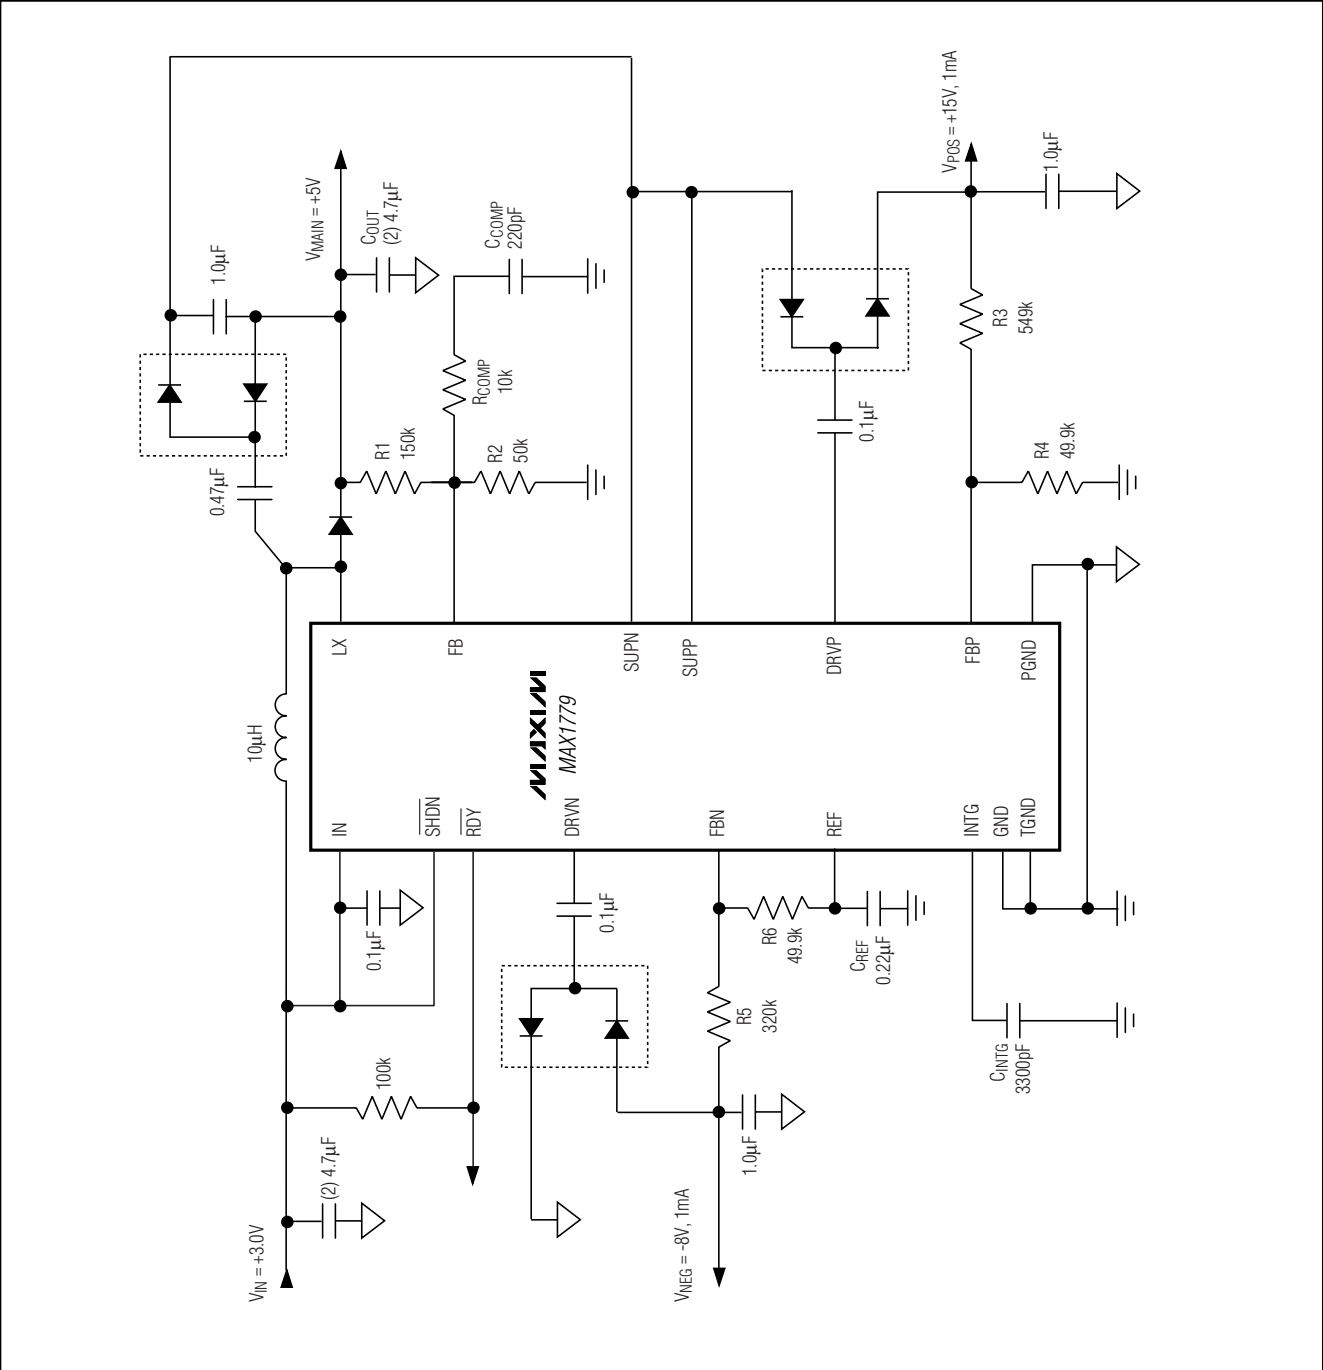 VIN = +3.0V
(2) 4.7µF
100k
0.1µF
10µH
0.47µF
1.0µF
VMAIN = +5V
COUT
(2) 4.7µF
R1
150k
R2
50k
RCOMP
10k
CCOMP
220pF
IN
SHDN
RDY
DRVN
FBN
REF
INTG
GND
TGND
MAXIM
MAX1779
LX
FB
SUPN
SUPP
DRVP
FBP
PGND
0.1µF
VNEG = -8V, 1mA
1.0µF
R5
320k
R6
49.9k
CREF
0.22µF
CINTG
3300pF
0.1µF
VPOS = +15V, 1mA
1.0µF
R3
549k
R4
49.9k